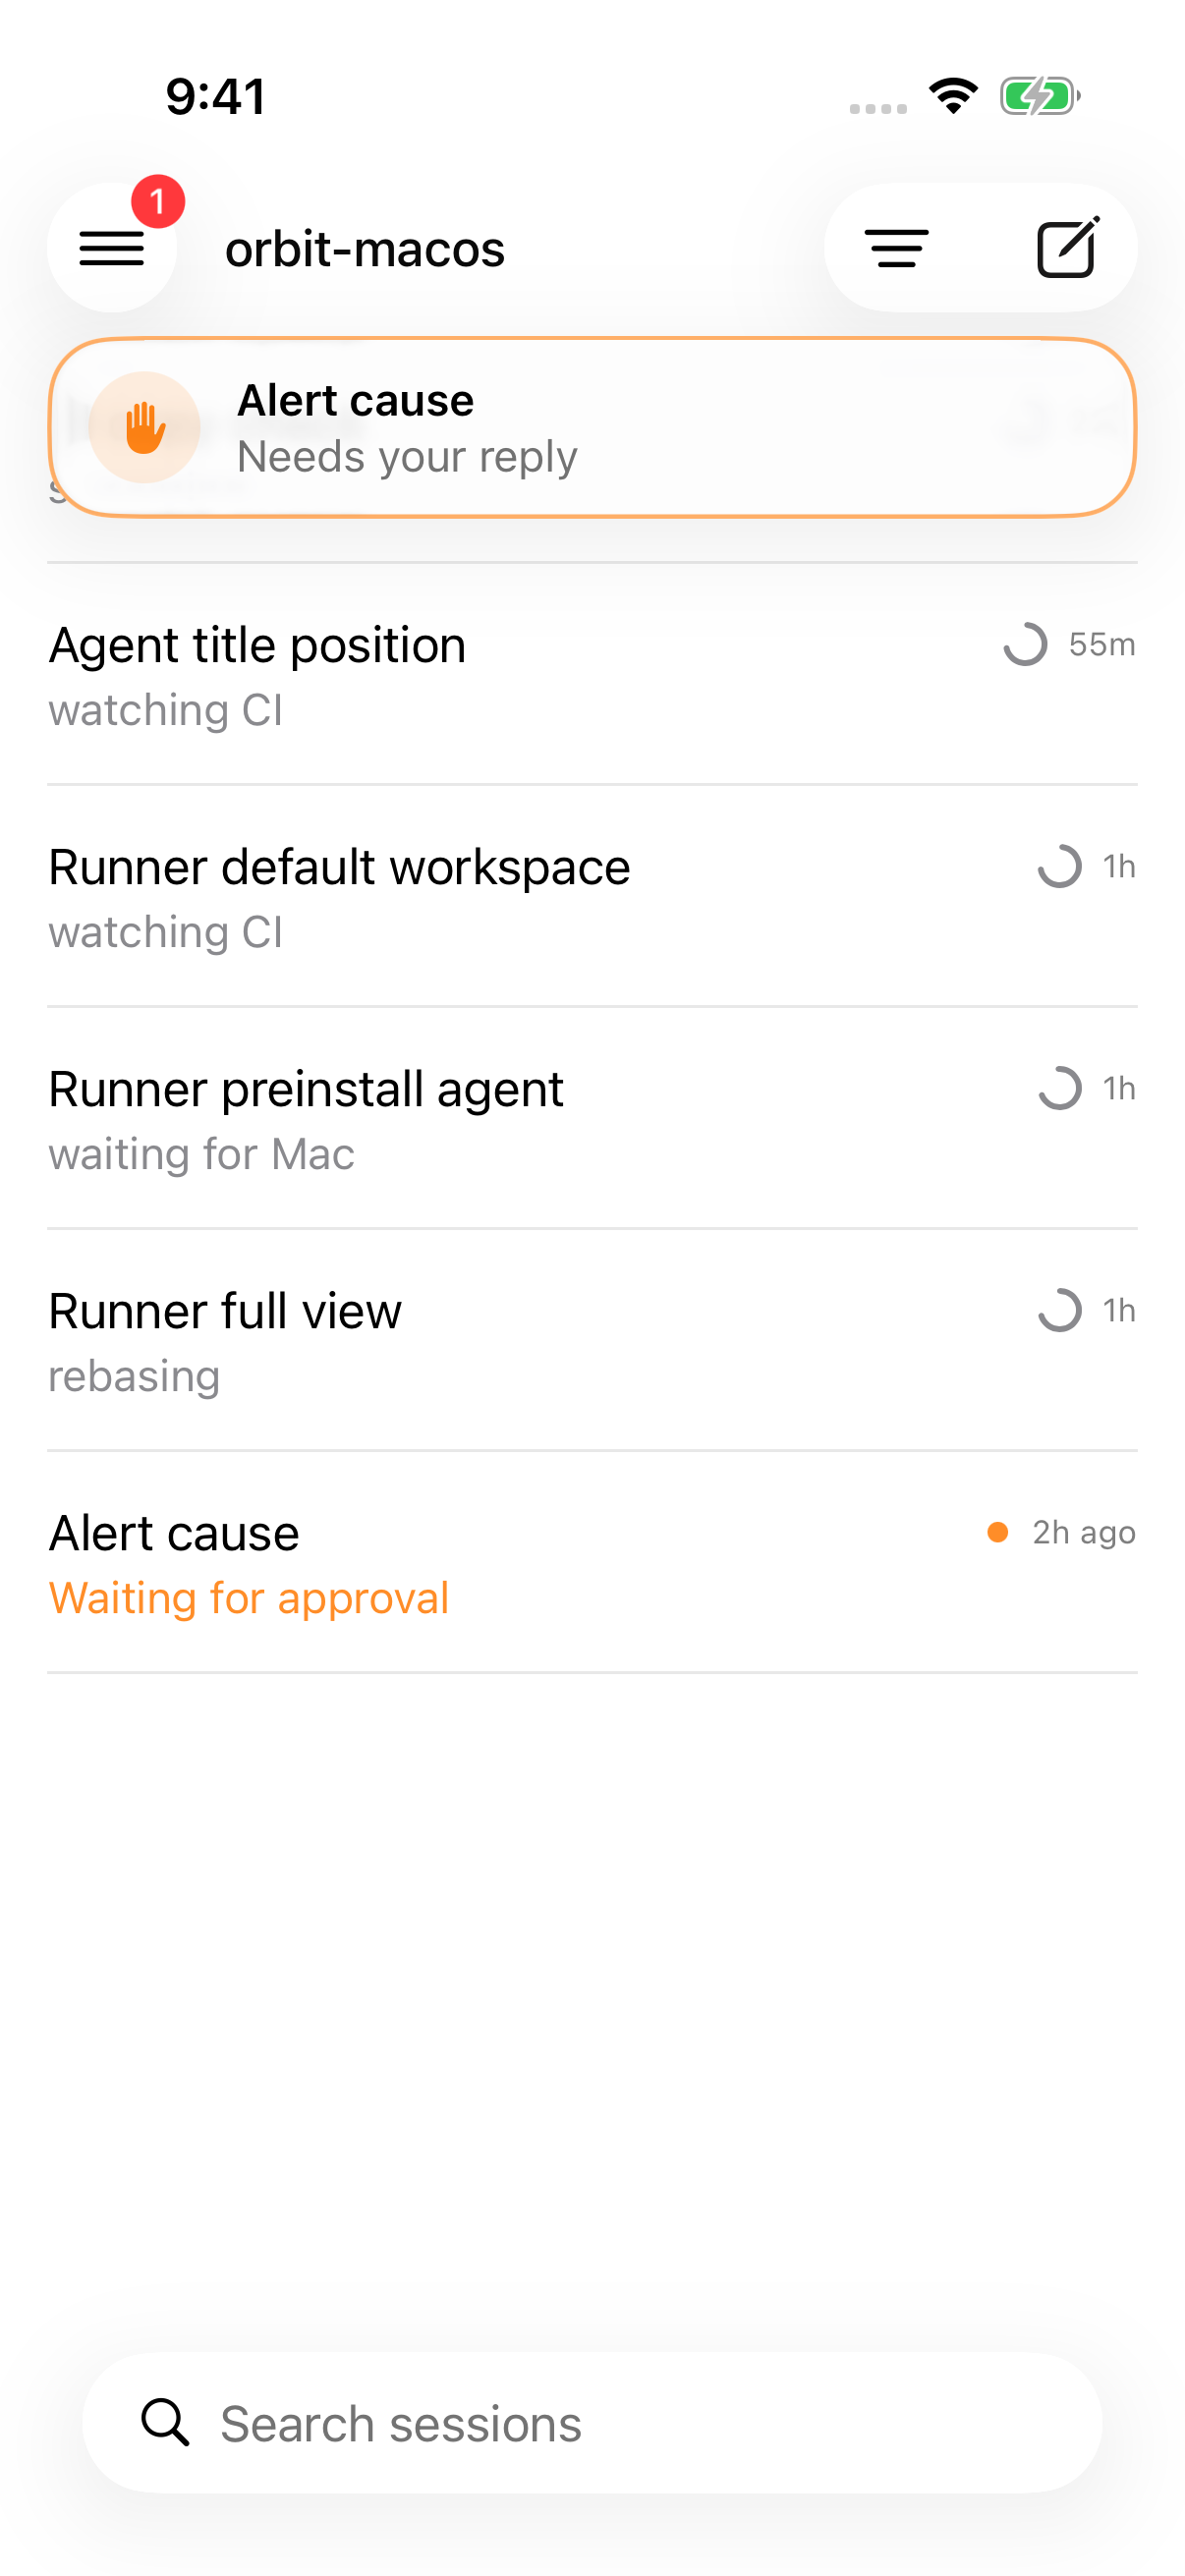 9:41
1
orbit-macos
Alert cause
Needs your reply
Agent title position
55m
watching CI
Runner default workspace
1h
watching CI
Runner preinstall agent
1h
waiting for Mac
Runner full view
1h
rebasing
Alert cause
2h ago
Waiting for approval
Search sessions